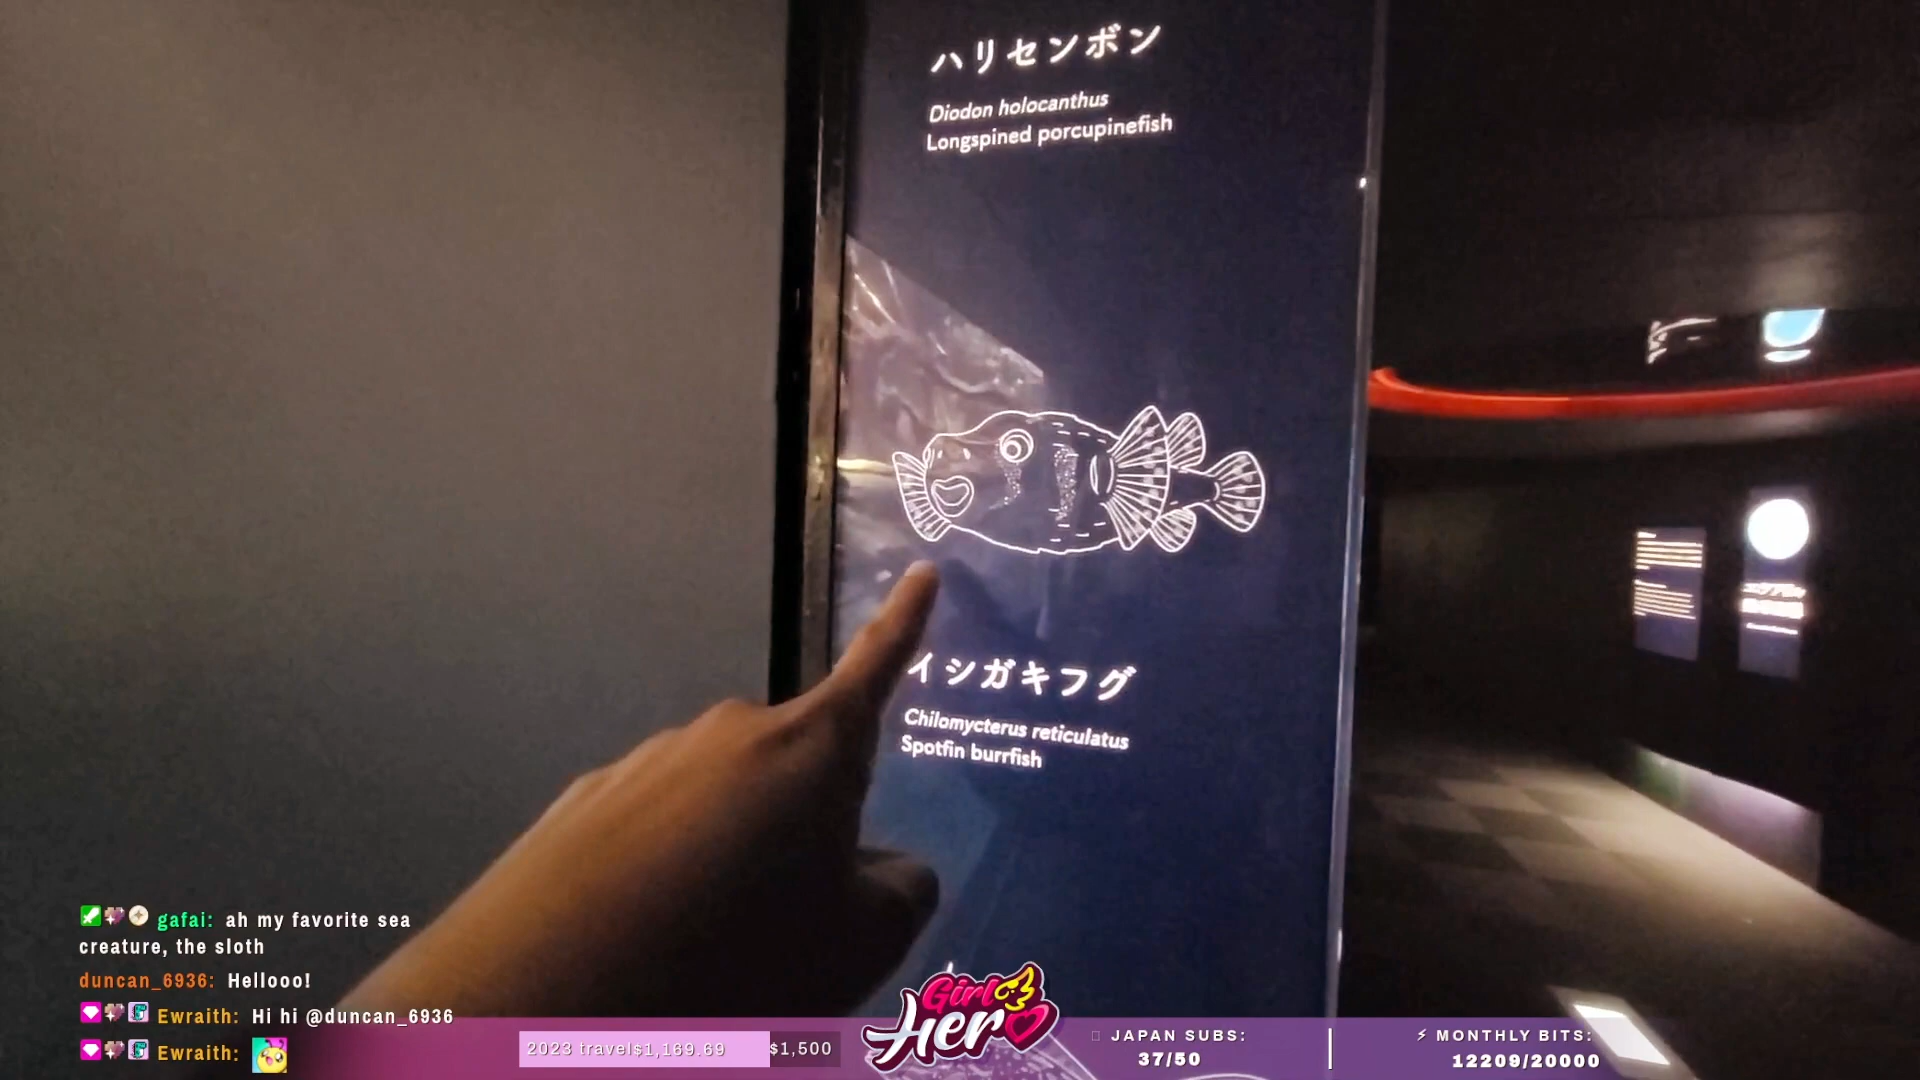 ハリセンボン
Diodon holocanthus
Longspined porcupinefish
イシガキフグ
Chilomycterus reticulatus
Spotfin burrfish
gafai: ah my favorite sea
creature, the sloth
duncan_6936: Hellooo!
Ewraith: Hi hi @duncan_6936
Ewraith:
2023 travel $1,169.69 $1,500
Girl
Hero
JAPAN SUBS:
37/50
MONTHLY BITS:
12209/20000